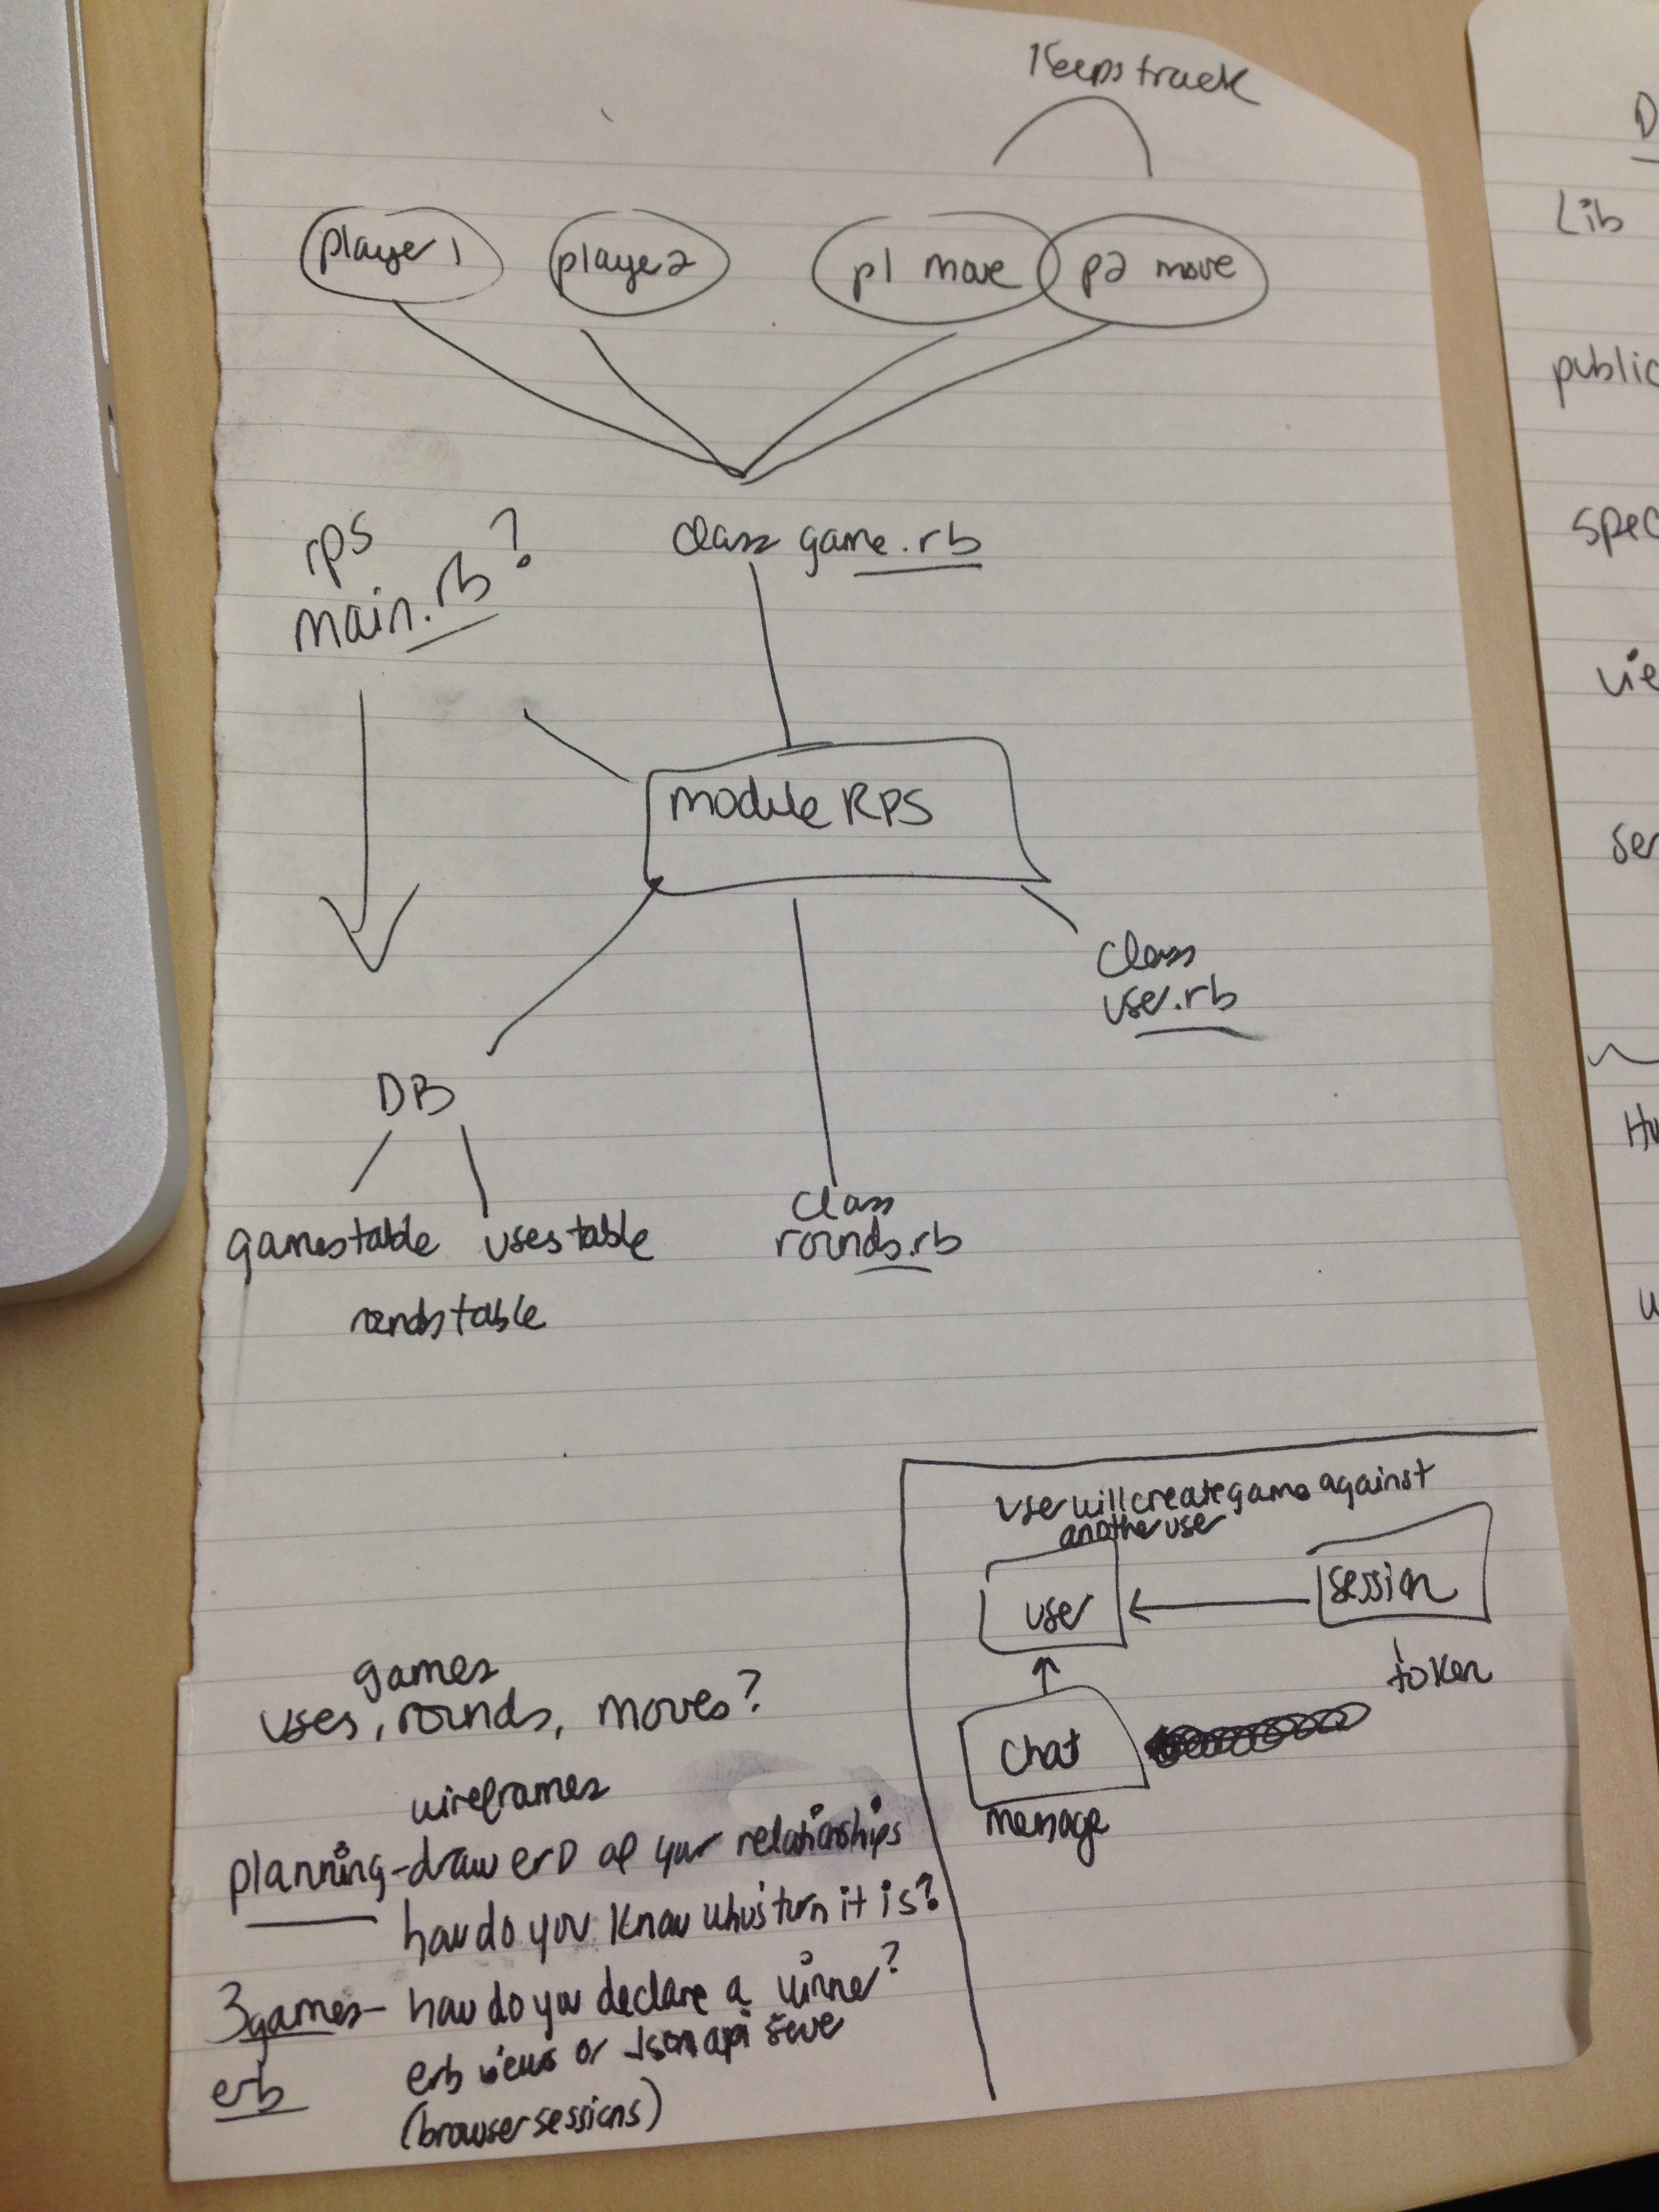 Keeps track
player 1
player 2
p1 move
p2 move
rps
main.rb ?
class game.rb
module RPS
class
user.rb
DB
gamestable
userstable
roundstable
class
rounds.rb
user will create game against
another user
user
session
token
chat
message
games
users, rounds, moves?
wireframes
planning - draw erD of your relationships
how do you know who's turn it is?
3games - how do you declare a winner?
erb
erb views or Json api serve
(browser sessions)
D
Lib
public
spec
vie
ser